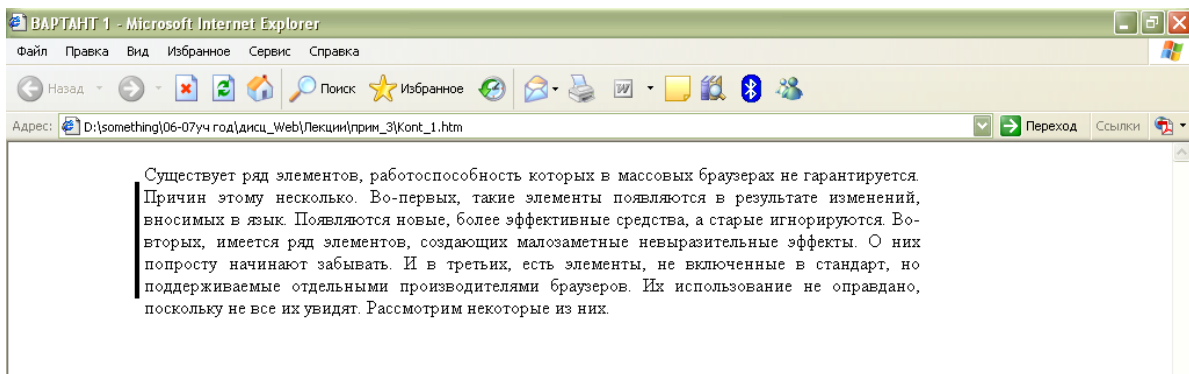 ВАРТАНТ 1 - Microsoft Internet Explorer
Файл Правка Вид Избранное Сервис Справка
Назад Поиск Избранное
Адрес: D:\something\06-07уч год\дисц_Web\Лекции\прим_3\Kont_1.htm Переход Ссылки
Существует ряд элементов, работоспособность которых в массовых браузерах не гарантируется.
Причин этому несколько. Во-первых, такие элементы появляются в результате изменений,
вносимых в язык. Появляются новые, более эффективные средства, а старые игнорируются. Во-
вторых, имеется ряд элементов, создающих малозаметные невыразительные эффекты. О них
попросту начинают забывать. И в третьих, есть элементы, не включенные в стандарт, но
поддерживаемые отдельными производителями браузеров. Их использование не оправдано,
поскольку не все их увидят. Рассмотрим некоторые из них.